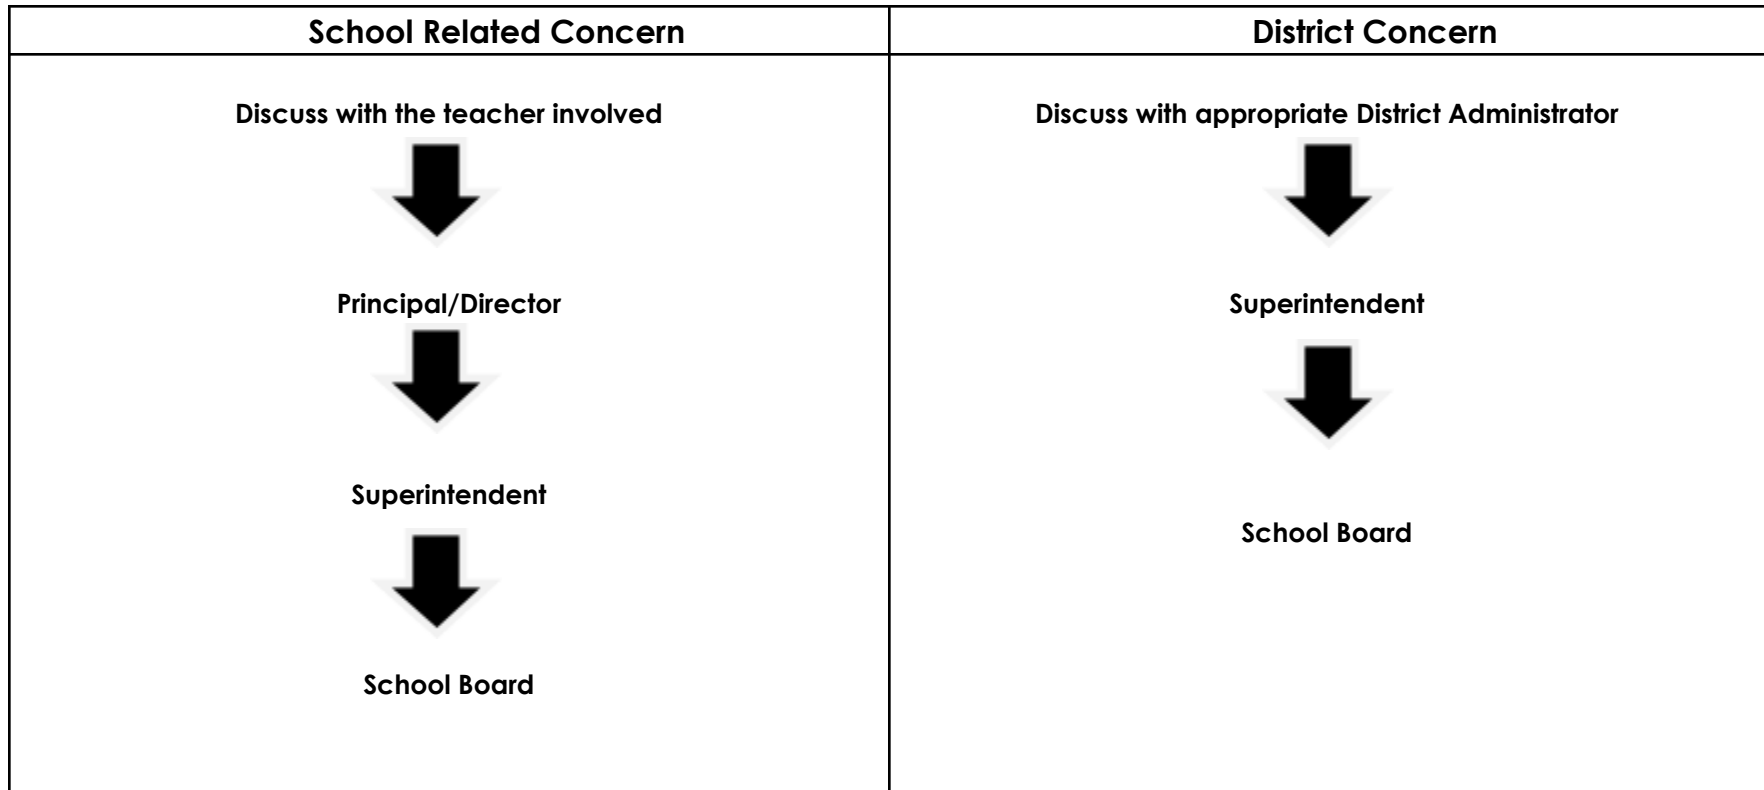 School Related Concern
District Concern
Discuss with the teacher involved
Principal/Director
Superintendent
School Board
Discuss with appropriate District Administrator
Superintendent
School Board